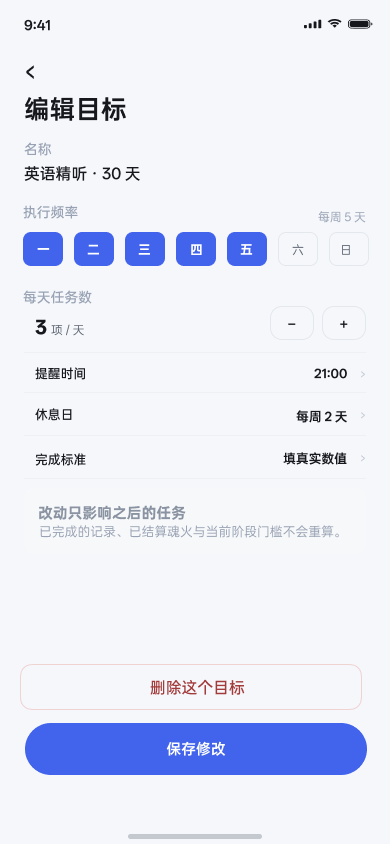 9:41
编辑目标
名称
英语精听 · 30 天
执行频率
每周 5 天
一 二 三 四 五 六 日
每天任务数
3 项 / 天
− +
提醒时间 21:00
休息日 每周 2 天
完成标准 填真实数值
改动只影响之后的任务
已完成的记录、已结算魂火与当前阶段门槛不会重算。
删除这个目标
保存修改